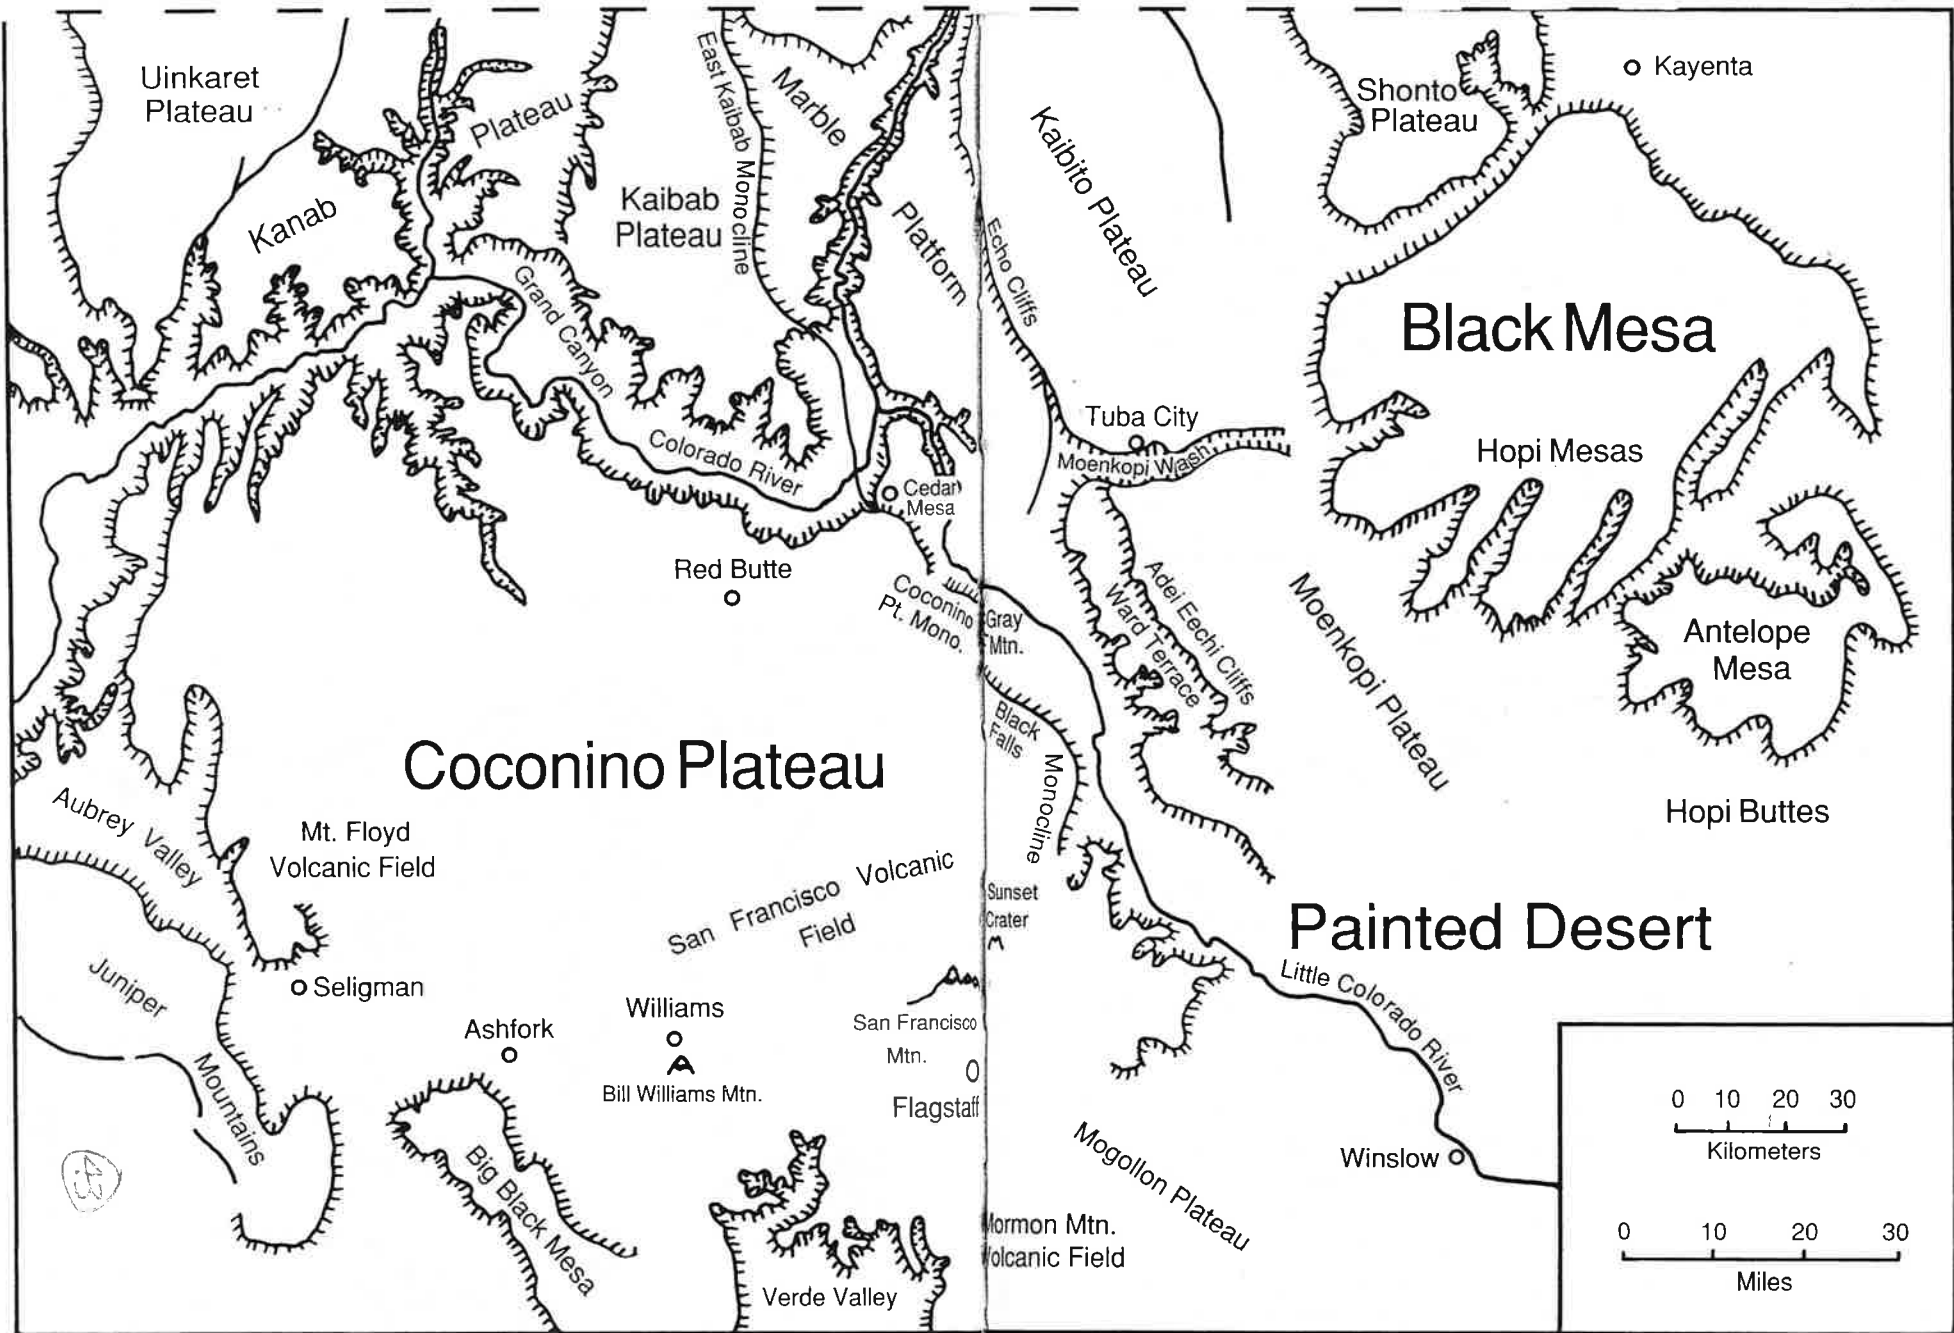 Uinkaret
Plateau
Kanab
Plateau
East Kaibab Monocline
Kaibab
Plateau
Marble
Platform
Echo Cliffs
Kaibito Plateau
Shonto
Plateau
Kayenta
Black Mesa
Grand Canyon
Colorado River
Tuba City
Moenkopi Wash
Hopi Mesas
Cedar
Mesa
Red Butte
Coconino
Pt. Mono.
Gray
Mtn.
Adei Eechi Cliffs
Ward Terrace
Moenkopi Plateau
Antelope
Mesa
Black
Falls
Monocline
Coconino Plateau
Hopi Buttes
Aubrey Valley
Mt. Floyd
Volcanic Field
San Francisco Volcanic
Field
Sunset
Crater
Painted Desert
Little Colorado River
Juniper
Mountains
Seligman
Ashfork
Williams
Bill Williams Mtn.
San Francisco
Mtn.
Flagstaff
Big Black Mesa
Verde Valley
Mogollon Plateau
Mormon Mtn.
Volcanic Field
Winslow
0 10 20 30
Kilometers
0 10 20 30
Miles